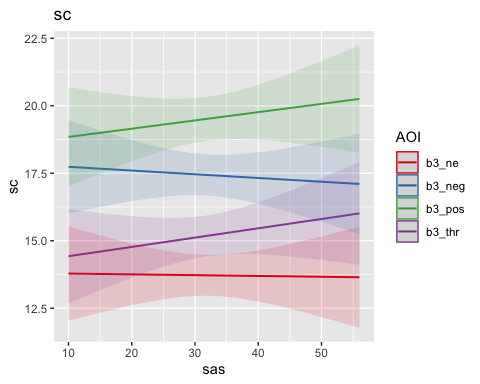 sc
22.5
20.0
17.5
15.0
12.5
sc
10 20 30 40 50
sas
AOI
b3_ne
b3_neg
b3_pos
b3_thr